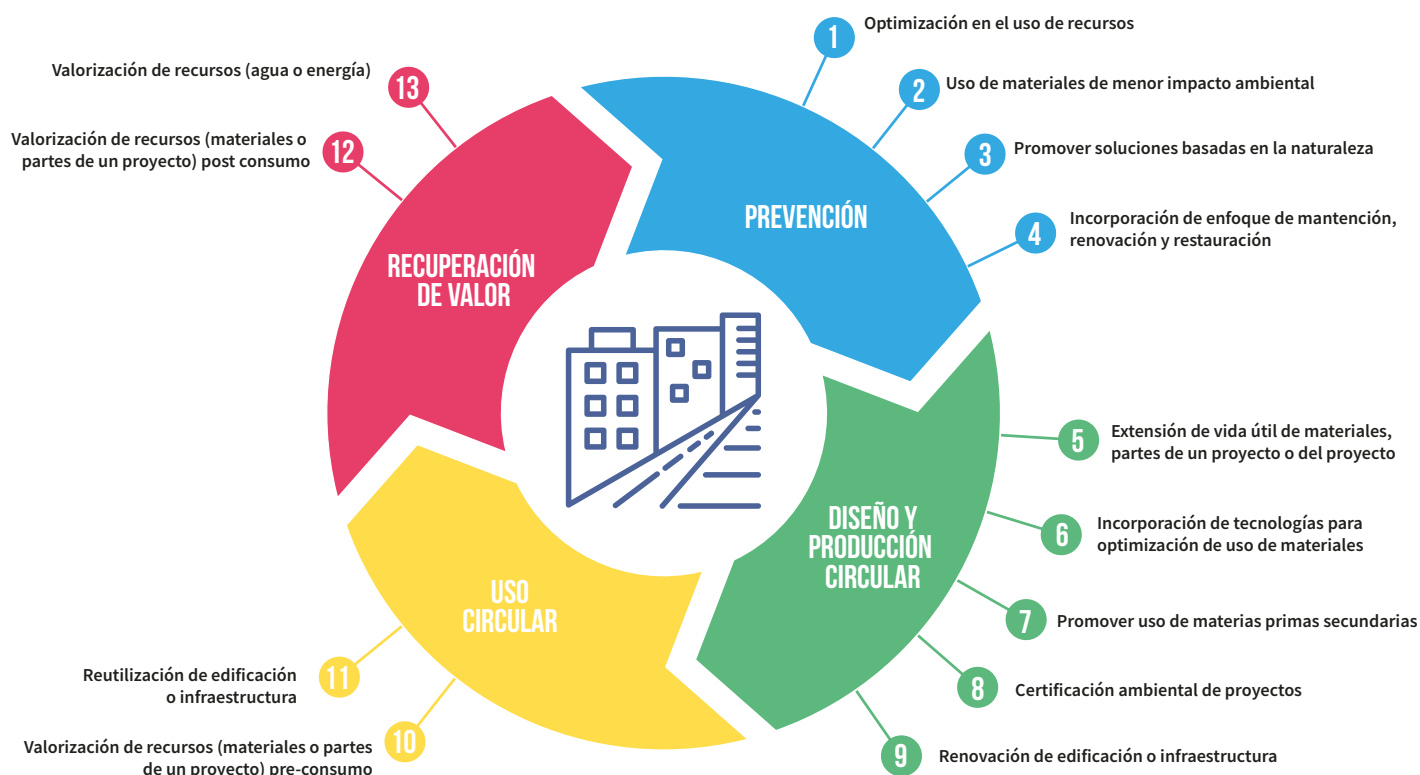 1
Optimización en el uso de recursos
2
Uso de materiales de menor impacto ambiental
3
Promover soluciones basadas en la naturaleza
4
Incorporación de enfoque de mantención,
renovación y restauración
PREVENCIÓN
5
Extensión de vida útil de materiales,
partes de un proyecto o del proyecto
6
Incorporación de tecnologías para
optimización de uso de materiales
7
Promover uso de materias primas secundarias
8
Certificación ambiental de proyectos
9
Renovación de edificación o infraestructura
DISEÑO Y
PRODUCCIÓN
CIRCULAR
10
Valorización de recursos (materiales o partes
de un proyecto) pre-consumo
11
Reutilización de edificación
o infraestructura
USO
CIRCULAR
12
Valorización de recursos (materiales o
partes de un proyecto) post consumo
13
Valorización de recursos (agua o energía)
RECUPERACIÓN
DE VALOR